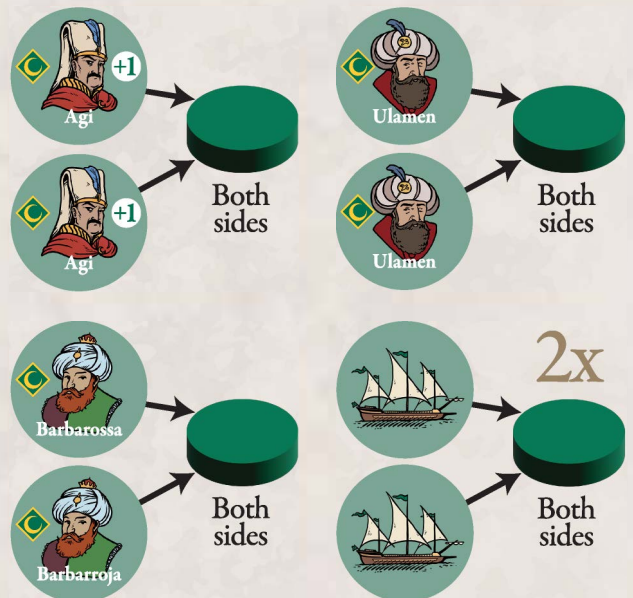 +1
Agi
+1
Agi
Both
sides
Ulamen
Ulamen
Both
sides
Barbarossa
Barbarroja
Both
sides
2x
Both
sides